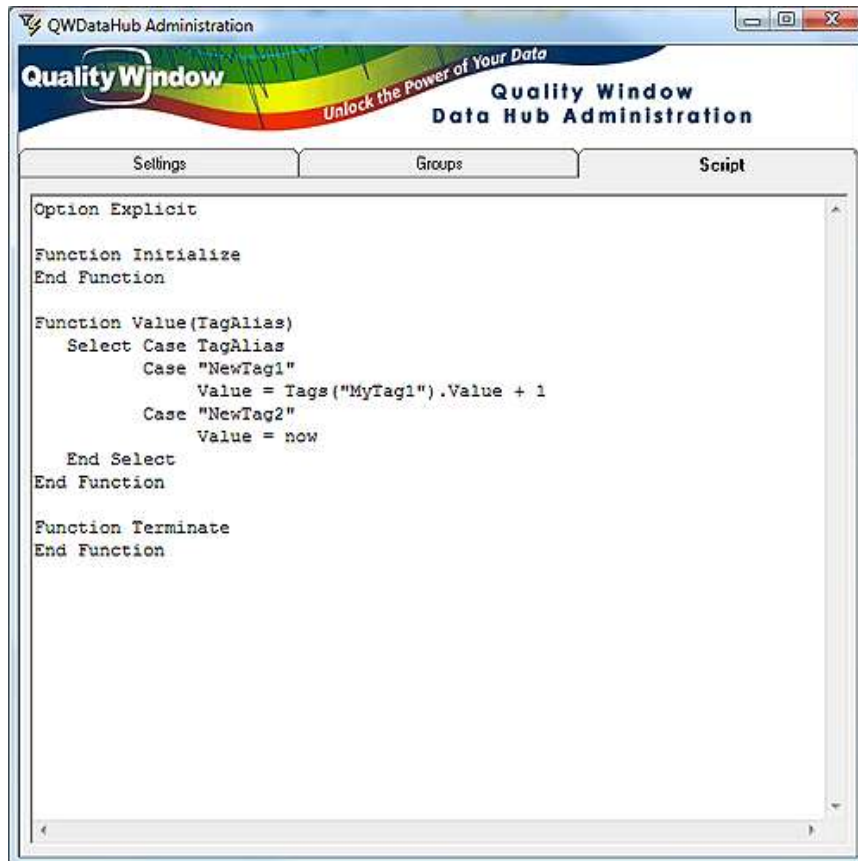 QWDataHub Administration
Quality Window
Unlock the Power of Your Data
Quality Window
Data Hub Administration
Settings Groups Script
Option Explicit
Function Initialize
End Function
Function Value(TagAlias)
Select Case TagAlias
Case "NewTag1"
Value = Tags("MyTag1").Value + 1
Case "NewTag2"
Value = now
End Select
End Function
Function Terminate
End Function